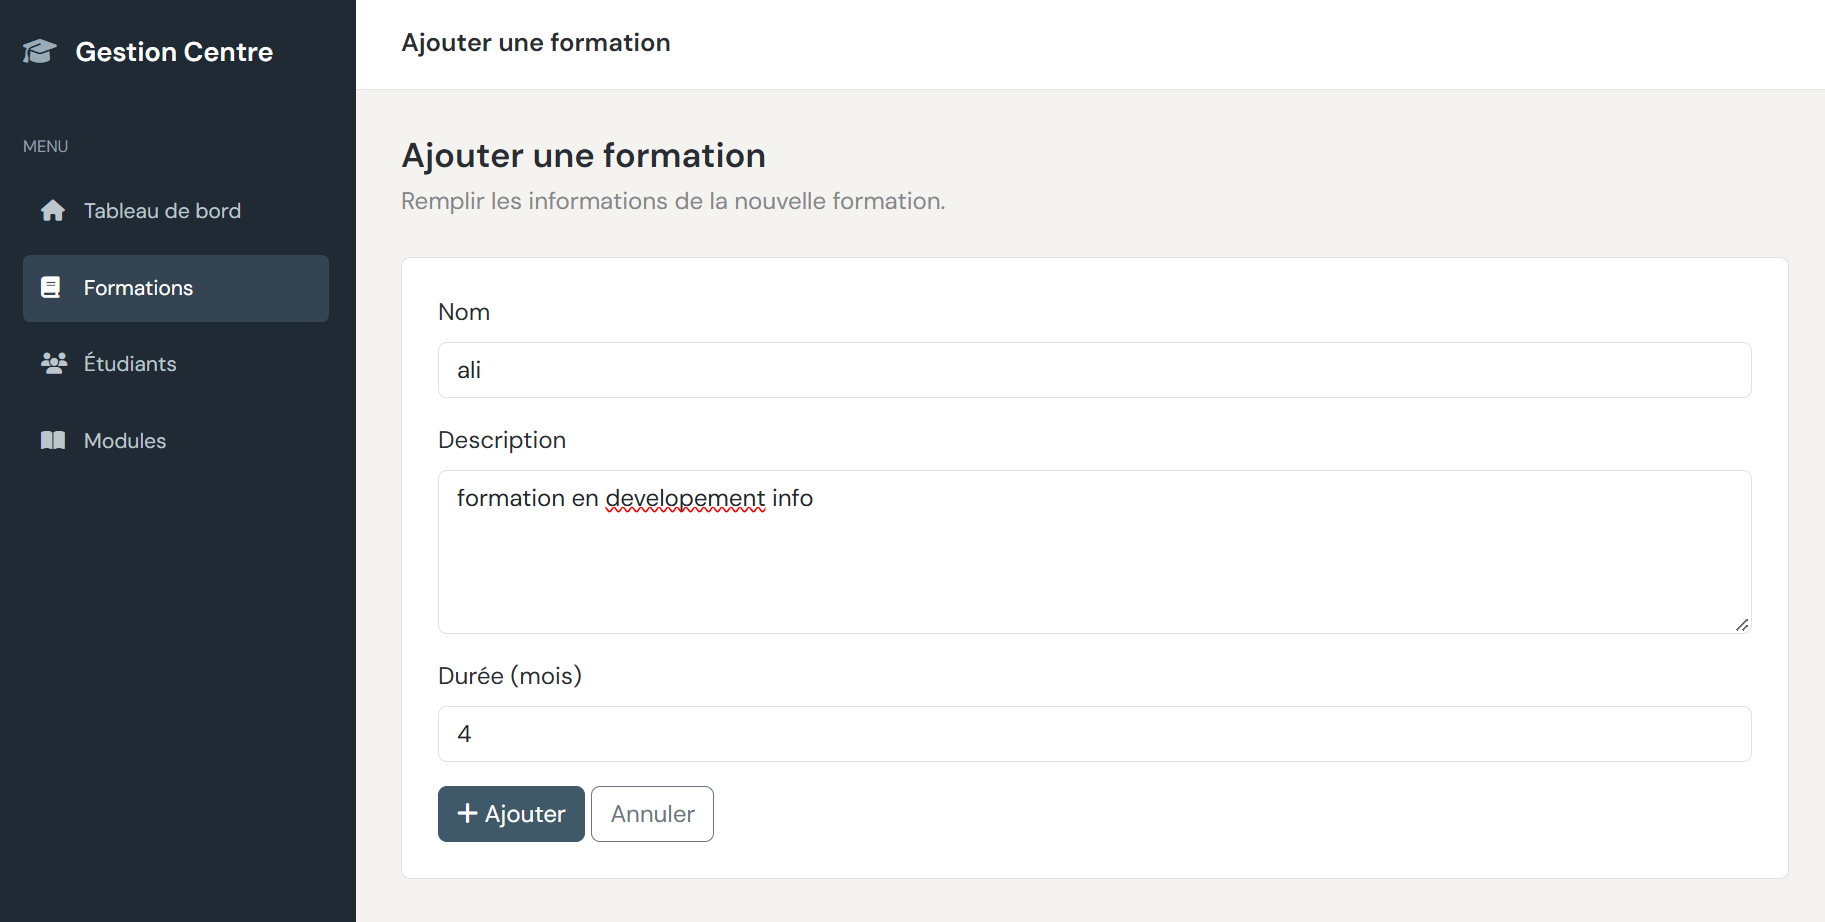 Gestion Centre
MENU
Tableau de bord
Formations
Étudiants
Modules
Ajouter une formation
Ajouter une formation
Remplir les informations de la nouvelle formation.
Nom
ali
Description
formation en developement info
Durée (mois)
4
Ajouter
Annuler